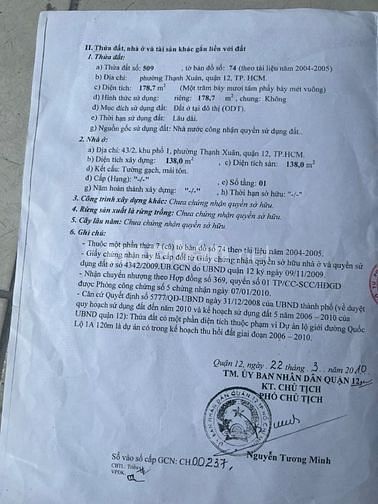 II. Thửa đất, nhà ở và tài sản khác gắn liền với đất
1. Thửa đất:
a) Thửa đất số: 509 , tờ bản đồ số: 74 (theo tài liệu năm 2004-2005)
b) Địa chỉ: phường Thạnh Xuân, quận 12, TP. HCM.
c) Diện tích: 178,7 m² (Một trăm bảy mươi tám phẩy bảy mét vuông)
d) Hình thức sử dụng: riêng: 178,7 m², chung: Không
đ) Mục đích sử dụng đất: Đất ở tại đô thị (ODT).
e) Thời hạn sử dụng đất: Lâu dài.
g) Nguồn gốc sử dụng đất: Nhà nước công nhận quyền sử dụng đất.
2. Nhà ở:
a) Địa chỉ: 43/2, khu phố 1, phường Thạnh Xuân, quận 12, TP.HCM.
b) Diện tích xây dựng: 138,0 m² , c) Diện tích sàn: 138,0 m²
d) Kết cấu: Tường gạch, mái tôn.
đ) Cấp (Hạng): "-/-" , e) Số tầng: 01
g) Năm hoàn thành xây dựng: "-/-" , h) Thời hạn sở hữu: "-/-"
3. Công trình xây dựng khác: Chưa chứng nhận quyền sở hữu.
4. Rừng sản xuất là rừng trồng: Chưa chứng nhận quyền sở hữu.
5. Cây lâu năm: Chưa chứng nhận quyền sở hữu.
6. Ghi chú:
- Thuộc một phần thửa 7 (cũ) tờ bản đồ số 74 theo tài liệu năm 2004-2005.
- Giấy chứng nhận này là cấp đổi từ Giấy chứng nhận quyền sở hữu nhà ở và quyền sử
dụng đất ở số 4342/2009.UB.GCN do UBND quận 12 ký ngày 09/11/2009.
- Nhận chuyển nhượng theo Hợp đồng số 369, quyển số 01 TP/CC-SCC/HĐGD
được Phòng công chứng số 5 chứng nhận ngày 07/01/2010.
- Căn cứ Quyết định số 5777/QĐ-UBND ngày 31/12/2008 của UBND thành phố (về duyệt
quy hoạch sử dụng đất đến năm 2010 và kế hoạch sử dụng đất 5 năm 2006 – 2010 của
UBND quận 12): Thửa đất có một phần diện tích thuộc phạm vi Dự án lộ giới đường Quốc
Lộ 1A 120m là dự án có trong kế hoạch thu hồi đất giai đoạn 2006 – 2010.
Quận 12, ngày 22 tháng 3. năm 2010
TM. ỦY BAN NHÂN DÂN QUẬN 12
KT. CHỦ TỊCH
PHÓ CHỦ TỊCH
Nguyễn Tương Minh
Số vào sổ cấp GCN: CH00237.